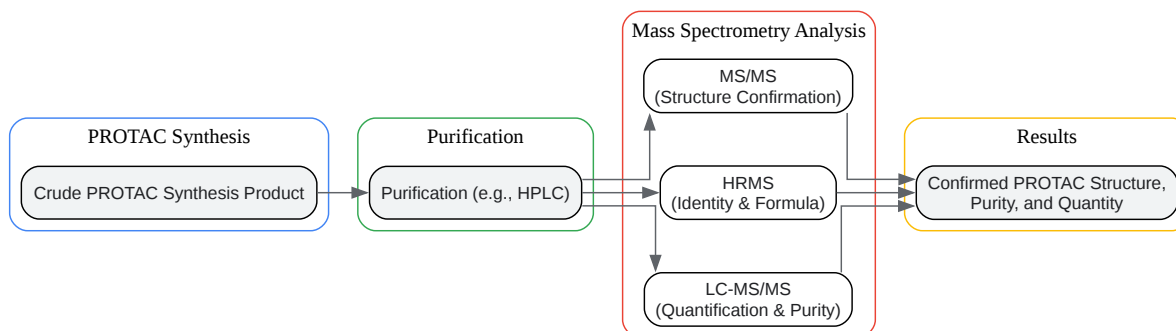 PROTAC Synthesis
Crude PROTAC Synthesis Product
Purification
Purification (e.g., HPLC)
Mass Spectrometry Analysis
MS/MS
(Structure Confirmation)
HRMS
(Identity & Formula)
LC-MS/MS
(Quantification & Purity)
Results
Confirmed PROTAC Structure,
Purity, and Quantity